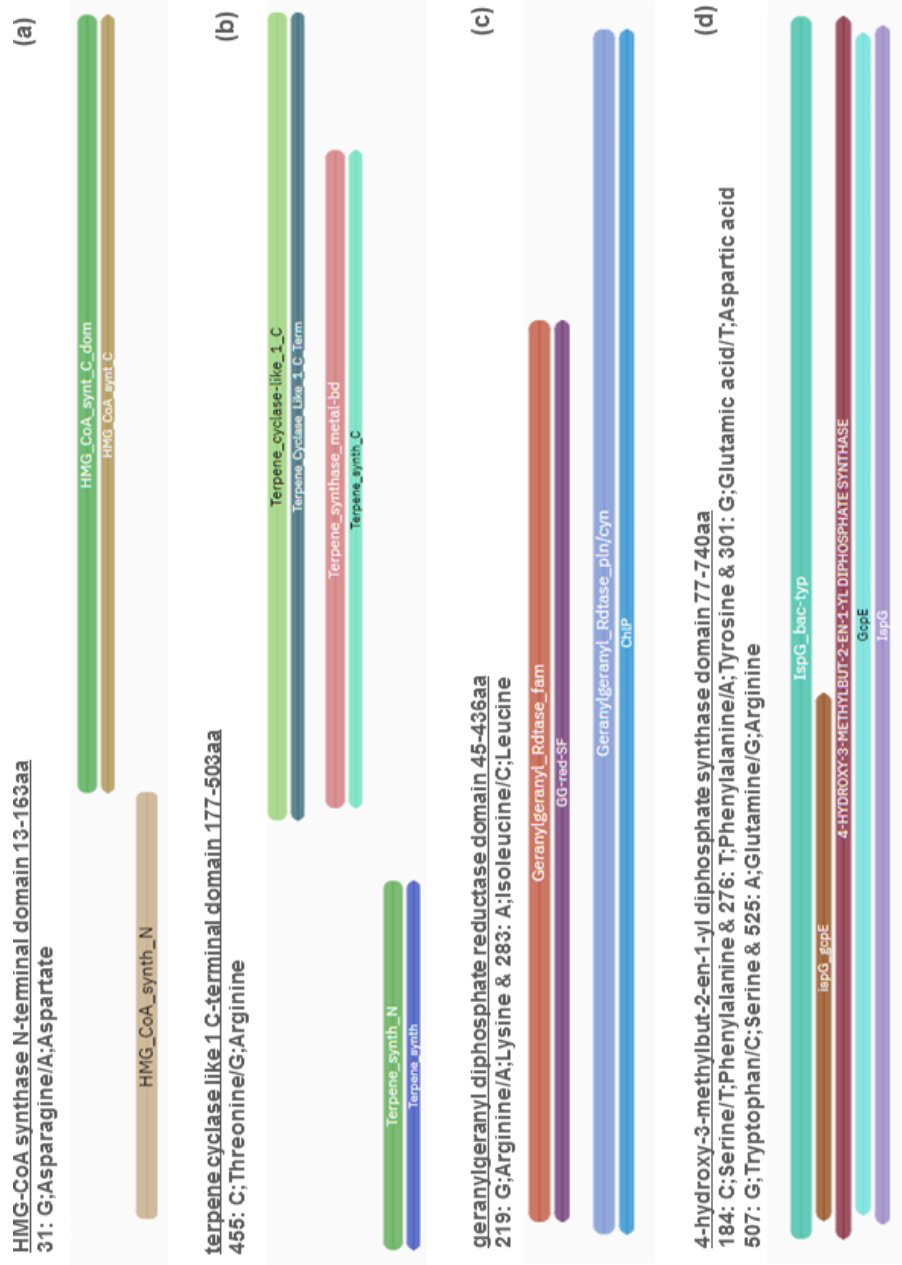 (a)
HMG-CoA synthase N-terminal domain 13-163aa
31: G;Asparagine/A;Aspartate
HMG_CoA_synt_C_dom
HMG_CoA_synt_C
HMG_CoA_synth_N
(b)
terpene cyclase like 1 C-terminal domain 177-503aa
455: C;Threonine/G;Arginine
Terpene_cyclase-like_1_C
Terpene_Cyclase_Like_1_C_Term
Terpene_synthase_metal-bd
Terpene_synth_C
Terpene_synth_N
Terpene_synth
(c)
geranylgeranyl diphosphate reductase domain 45-436aa
219: G;Arginine/A;Lysine & 283: A;Isoleucine/C;Leucine
Geranylgeranyl_Rdtase_fam
GG-red-SF
Geranylgeranyl_Rdtase_pln/cyn
ChlP
(d)
4-hydroxy-3-methylbut-2-en-1-yl diphosphate synthase domain 77-740aa
184: C;Serine/T;Phenylalanine & 276: T;Phenylalanine/A;Tyrosine & 301: G;Glutamic acid/T;Aspartic acid
507: G;Tryptophan/C;Serine & 525: A;Glutamine/G;Arginine
IspG_bac-typ
ispG_gcpE
4-HYDROXY-3-METHYLBUT-2-EN-1-YL DIPHOSPHATE SYNTHASE
GcpE
IspG